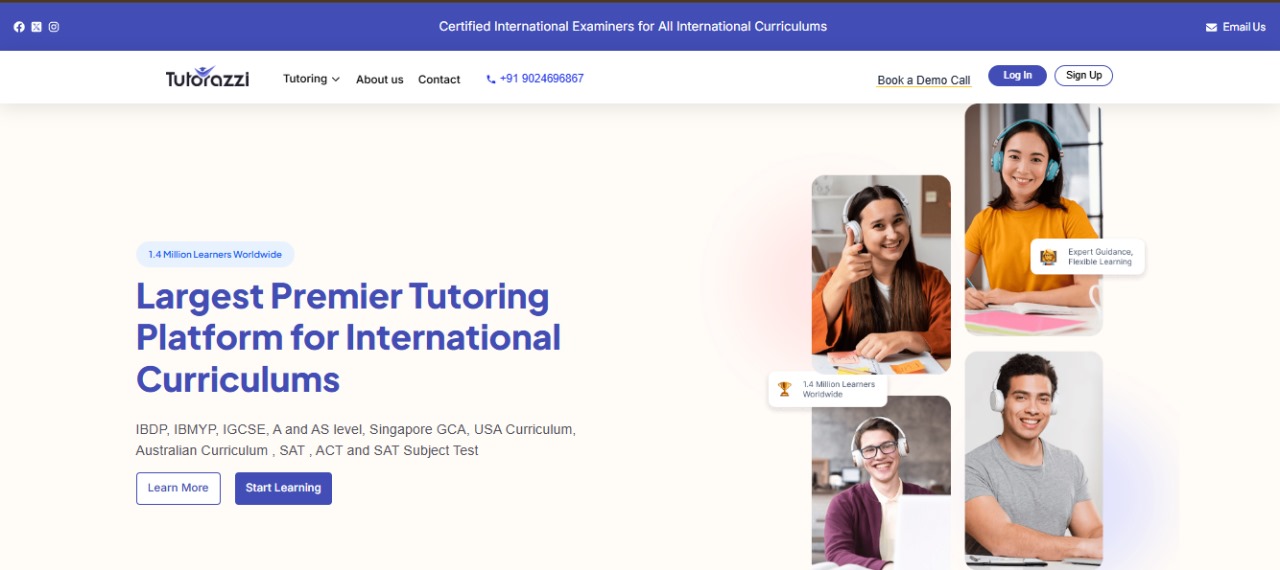 Certified International Examiners for All International Curriculums
Email Us
Tutorazzi
Tutoring
About us
Contact
+91 9024696867
Book a Demo Call
Log In
Sign Up
1.4 Million Learners Worldwide
Largest Premier Tutoring
Platform for International
Curriculums
IBDP, IBMYP, IGCSE, A and AS level, Singapore GCA, USA Curriculum,
Australian Curriculum , SAT , ACT and SAT Subject Test
Learn More
Start Learning
Expert Guidance,
Flexible Learning
1.4 Million Learners
Worldwide